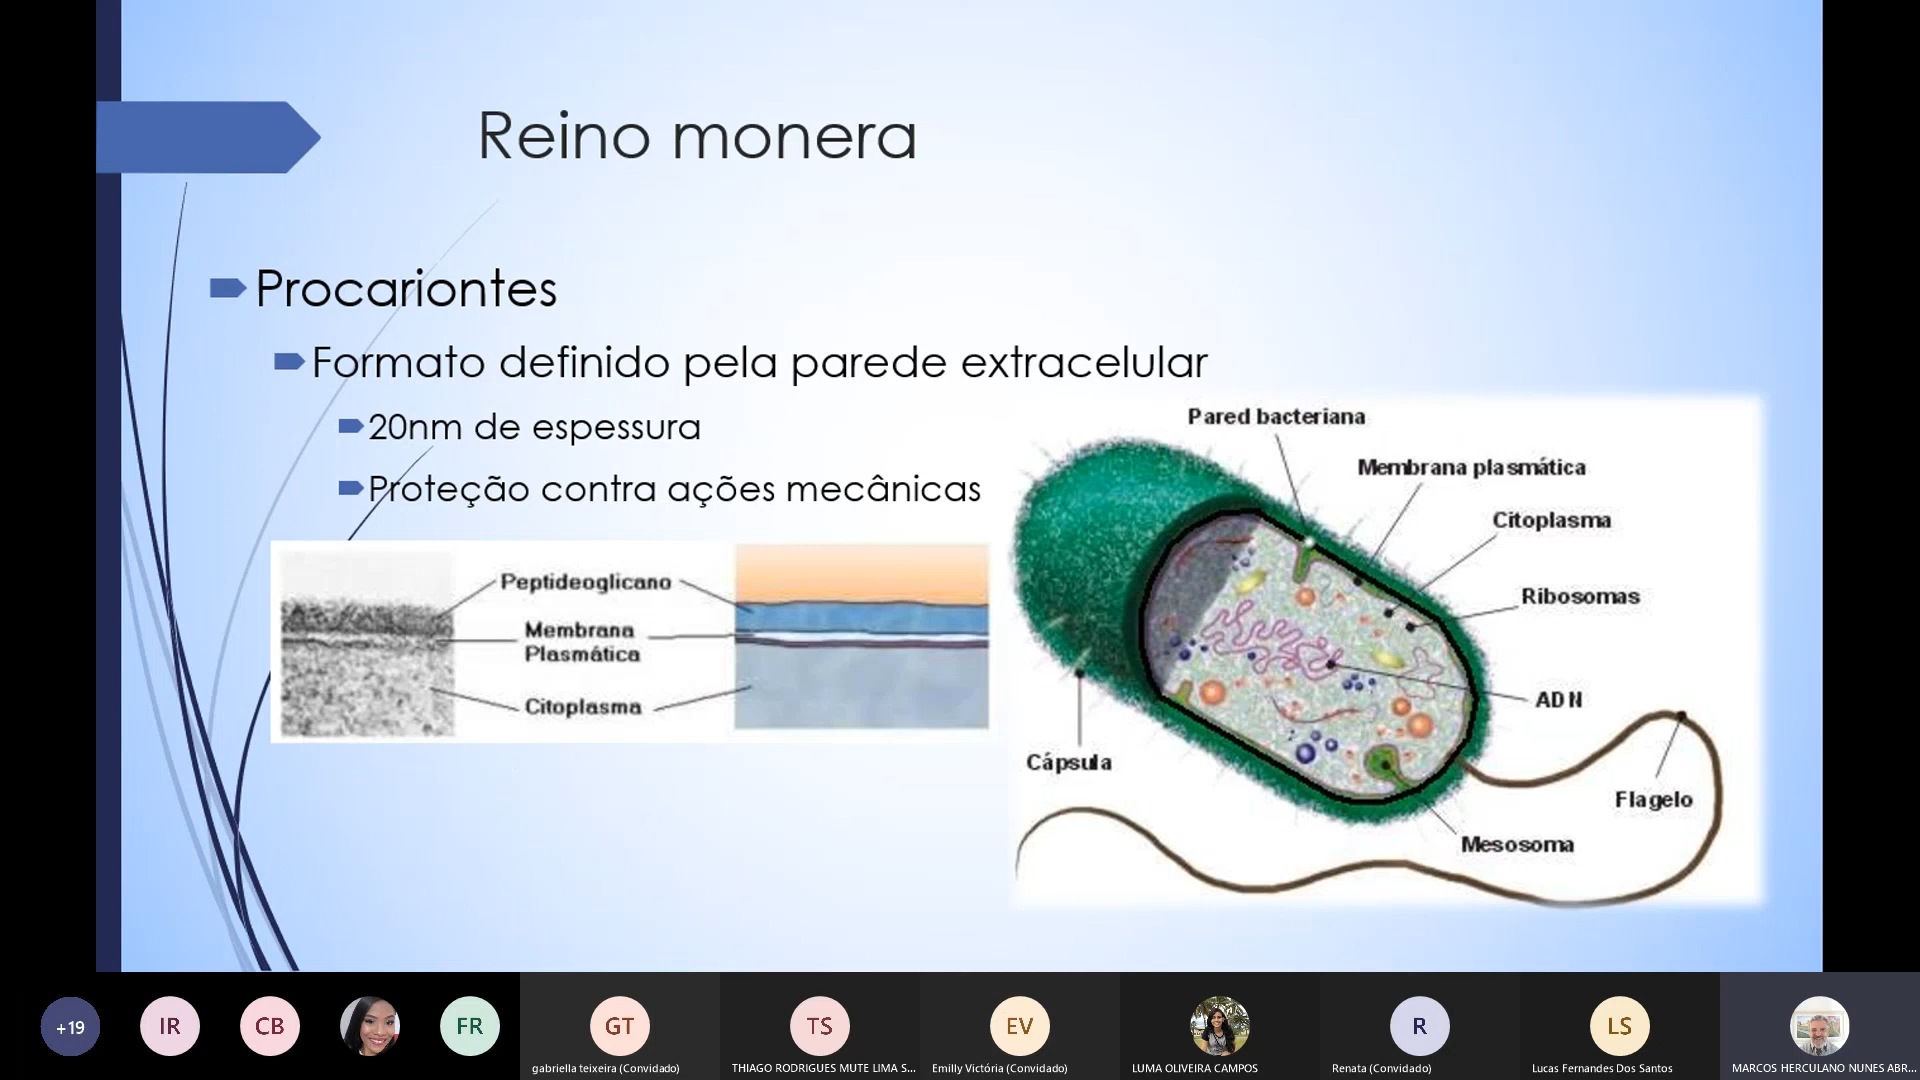 Reino monera
Procariontes
Formato definido pela parede extracelular
20nm de espessura
Proteção contra ações mecânicas
Peptideoglicano
Membrana
Plasmática
Citoplasma
Pared bacteriana
Membrana plasmática
Citoplasma
Ribosomas
ADN
Cápsula
Flagelo
Mesosoma
+19
IR
CB
FR
GT
TS
EV
R
LS
gabriella teixeira (Convidado)
THIAGO RODRIGUES MUTE LIMA S...
Emilly Victória (Convidado)
LUMA OLIVEIRA CAMPOS
Renata (Convidado)
Lucas Fernandes Dos Santos
MARCOS HERCULANO NUNES ABR...